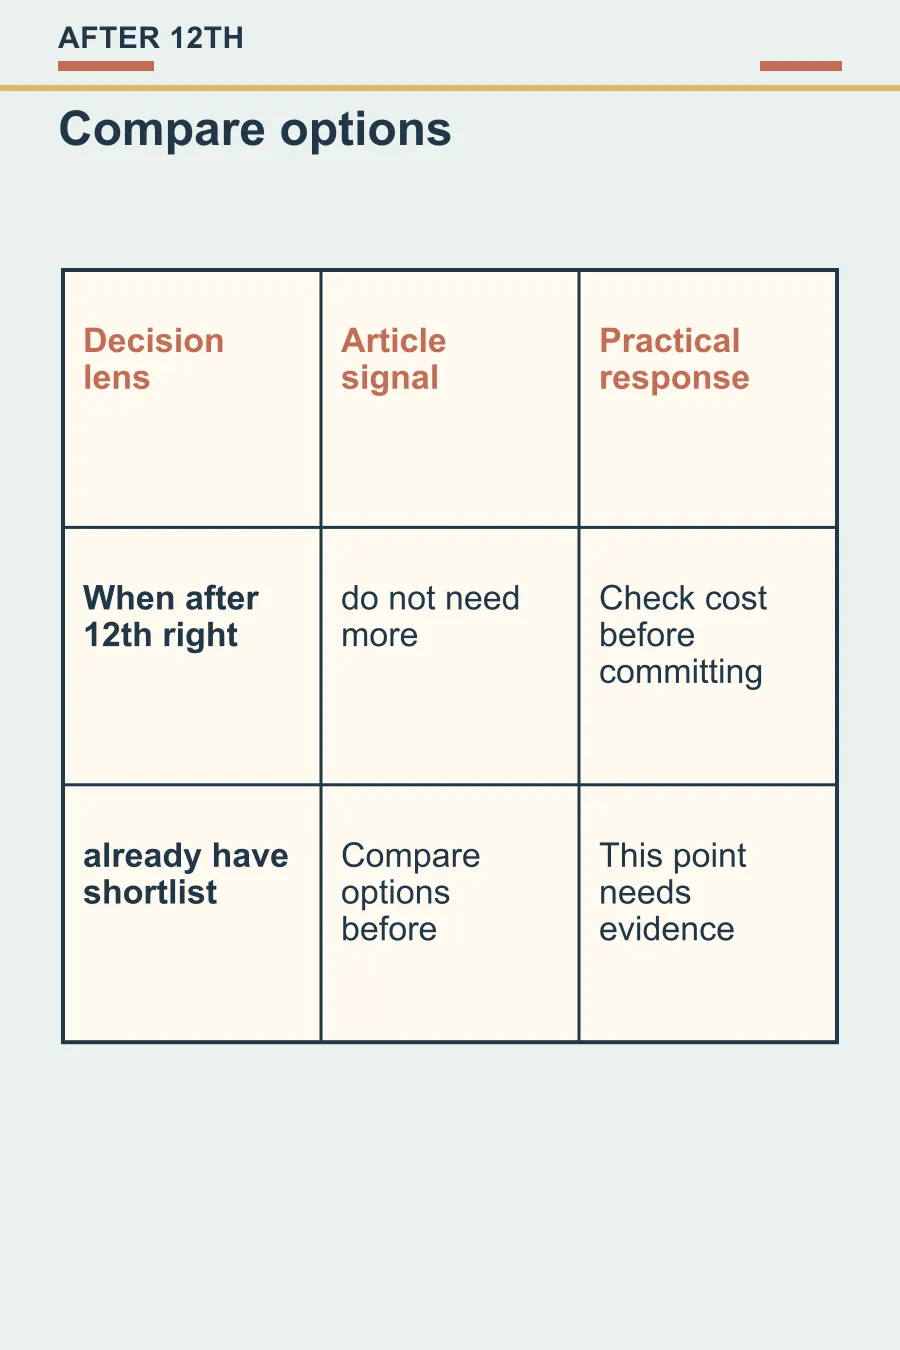 AFTER 12TH
Compare options
Decision
lens
Article
signal
Practical
response
When after
12th right
do not need
more
Check cost
before
committing
already have
shortlist
Compare
options
before
This point
needs
evidence